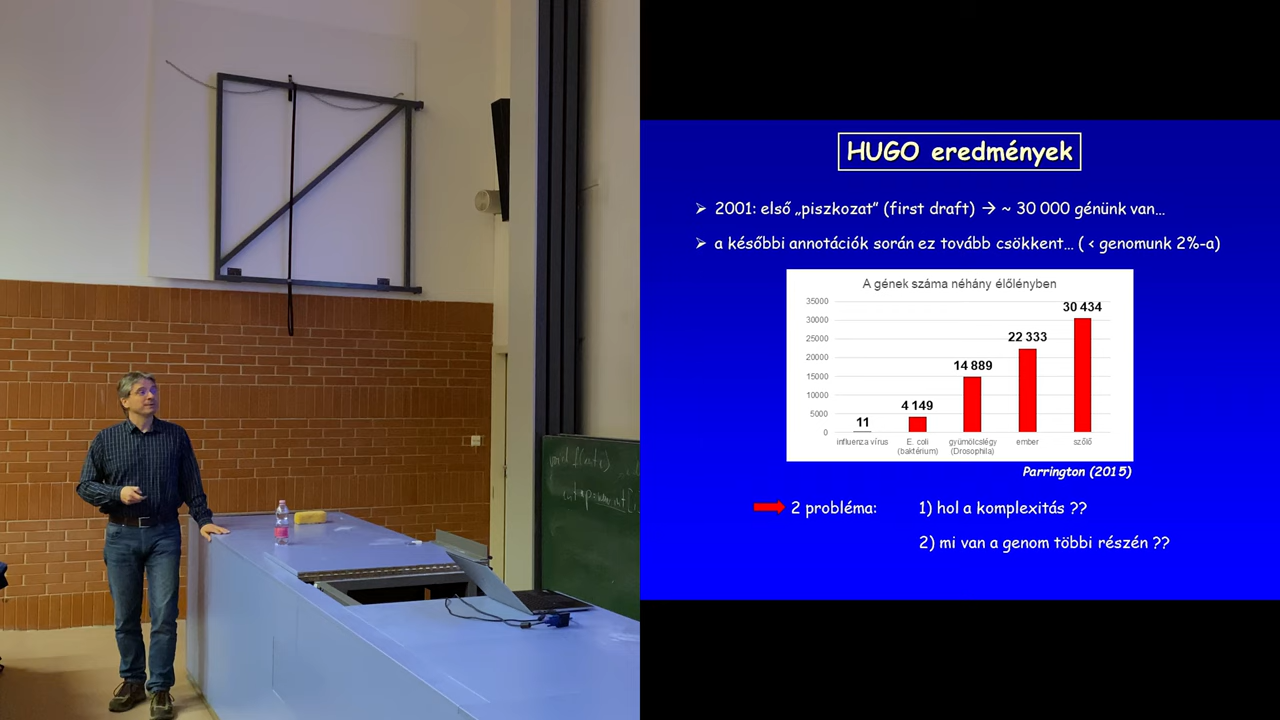 HUGO eredmények
➢ 2001: első „piszkozat” (first draft) → ~ 30 000 génünk van…
➢ a későbbi annotációk során ez tovább csökkent… ( < genomunk 2%-a)
A gének száma néhány élőlényben
35000
30000
25000
20000
15000
10000
5000
0
11
4 149
14 889
22 333
30 434
influenza vírus
E. coli
(baktérium)
gyümölcslégy
(Drosophila)
ember
szőlő
Parrington (2015)
2 probléma:
1) hol a komplexitás ??
2) mi van a genom többi részén ??